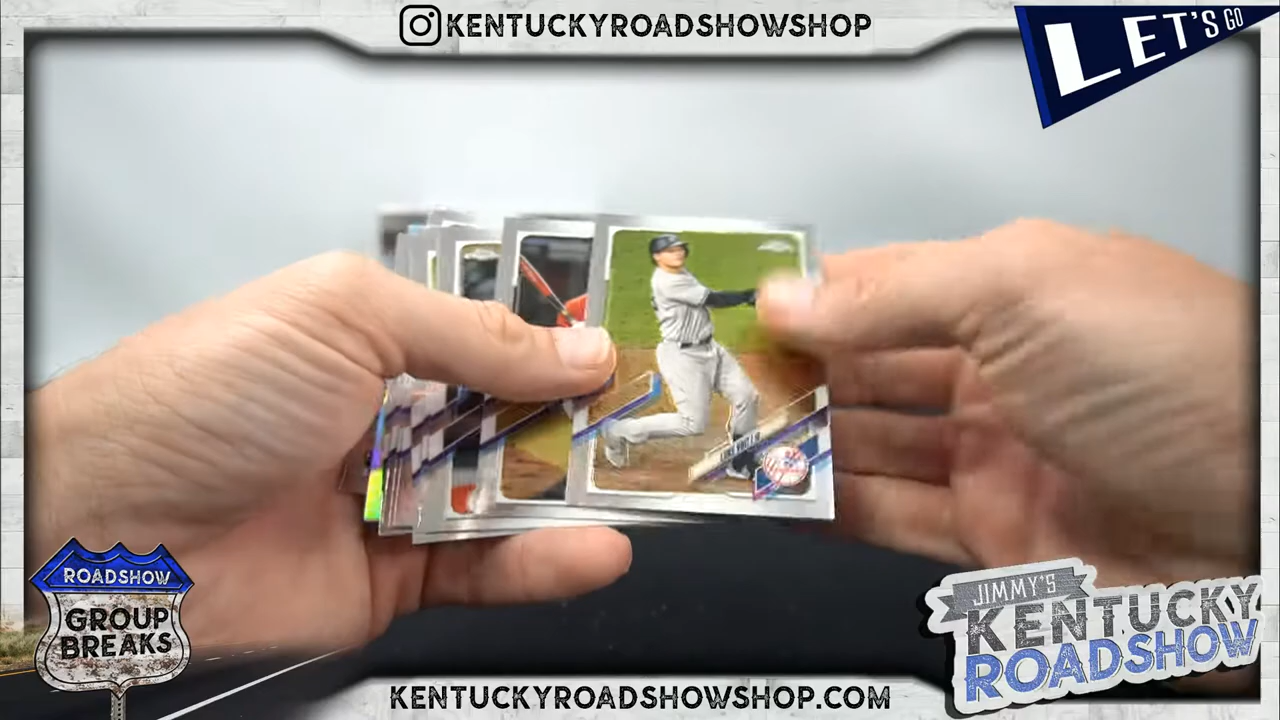 KENTUCKYROADSHOWSHOP
LET'S GO
ROADSHOW
GROUP
BREAKS
JIMMY'S
KENTUCKY
ROADSHOW
KENTUCKYROADSHOWSHOP.COM